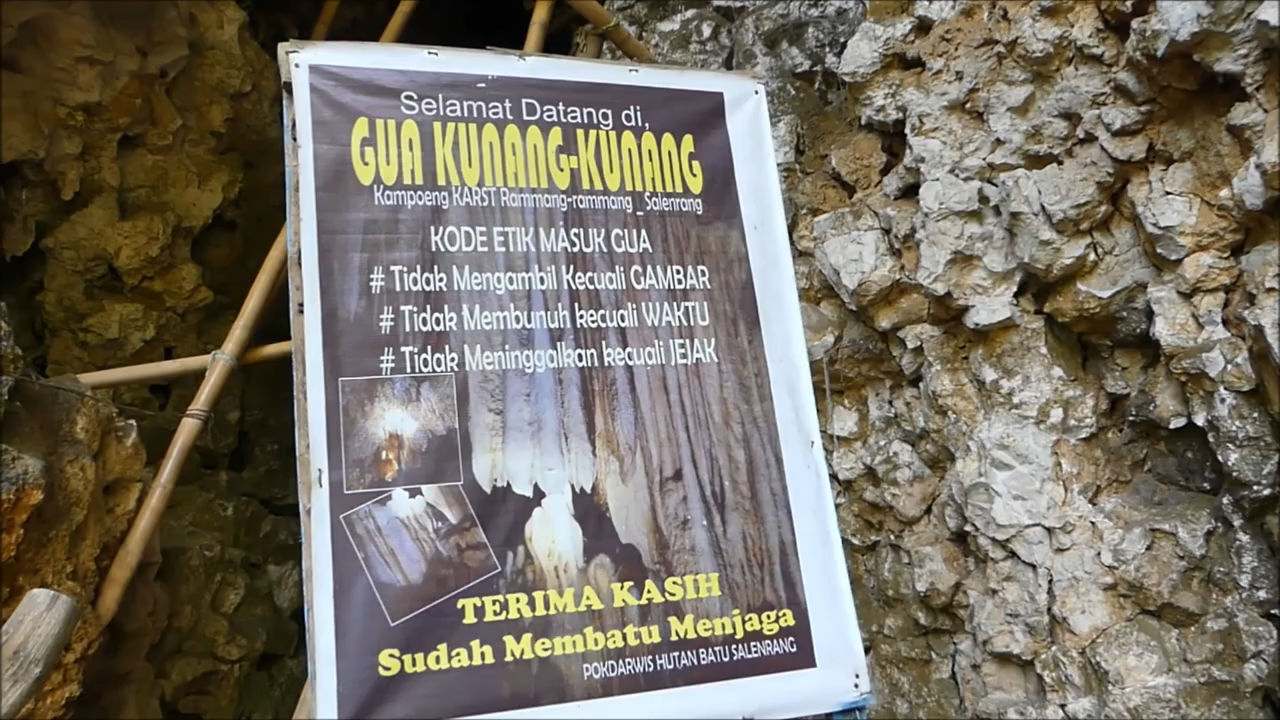 Selamat Datang di,
GUA KUNANG-KUNANG
Kampoeng KARST Rammang-rammang _ Salenrang
KODE ETIK MASUK GUA
# Tidak Mengambil Kecuali GAMBAR
# Tidak Membunuh kecuali WAKTU
# Tidak Meninggalkan kecuali JEJAK
TERIMA KASIH
Sudah Membatu Menjaga
POKDARWIS HUTAN BATU SALENRANG